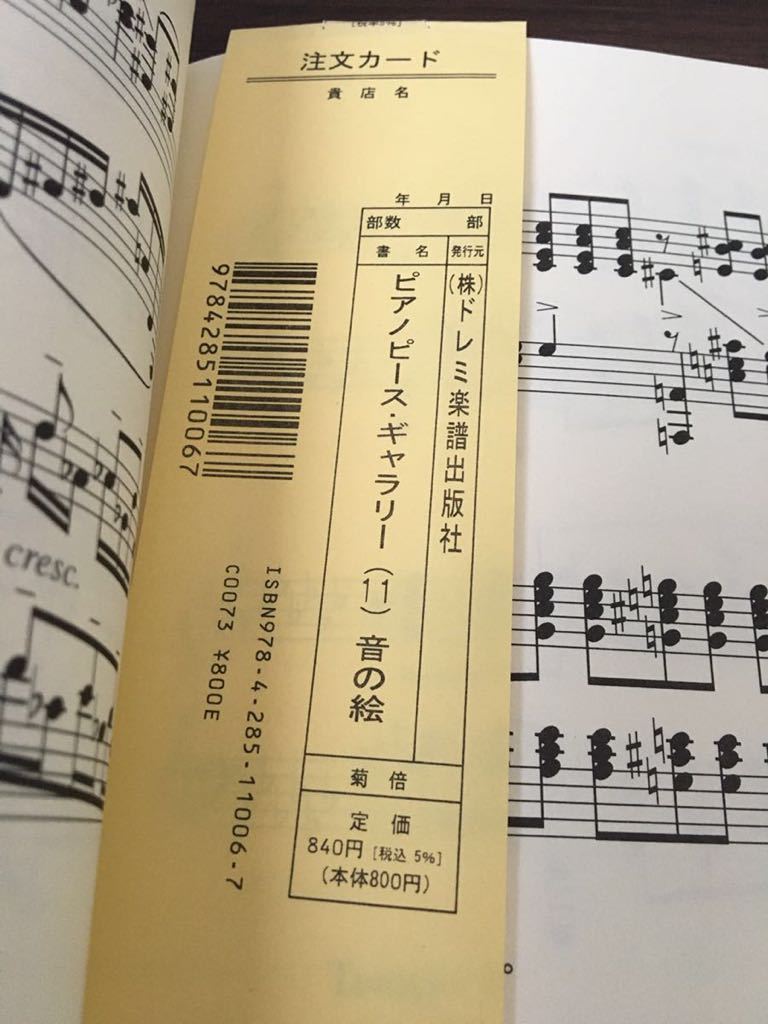 [税率5%]
注文カード
貴店名
年 月 日
部数 部
書名
発行元
(株)ドレミ楽譜出版社
ピアノピース・ギャラリー(11) 音の絵
菊倍
定価
840円 [税込 5%]
(本体800円)
9784285110067
ISBN978-4-285-11006-7
C0073 ¥800E
cresc.